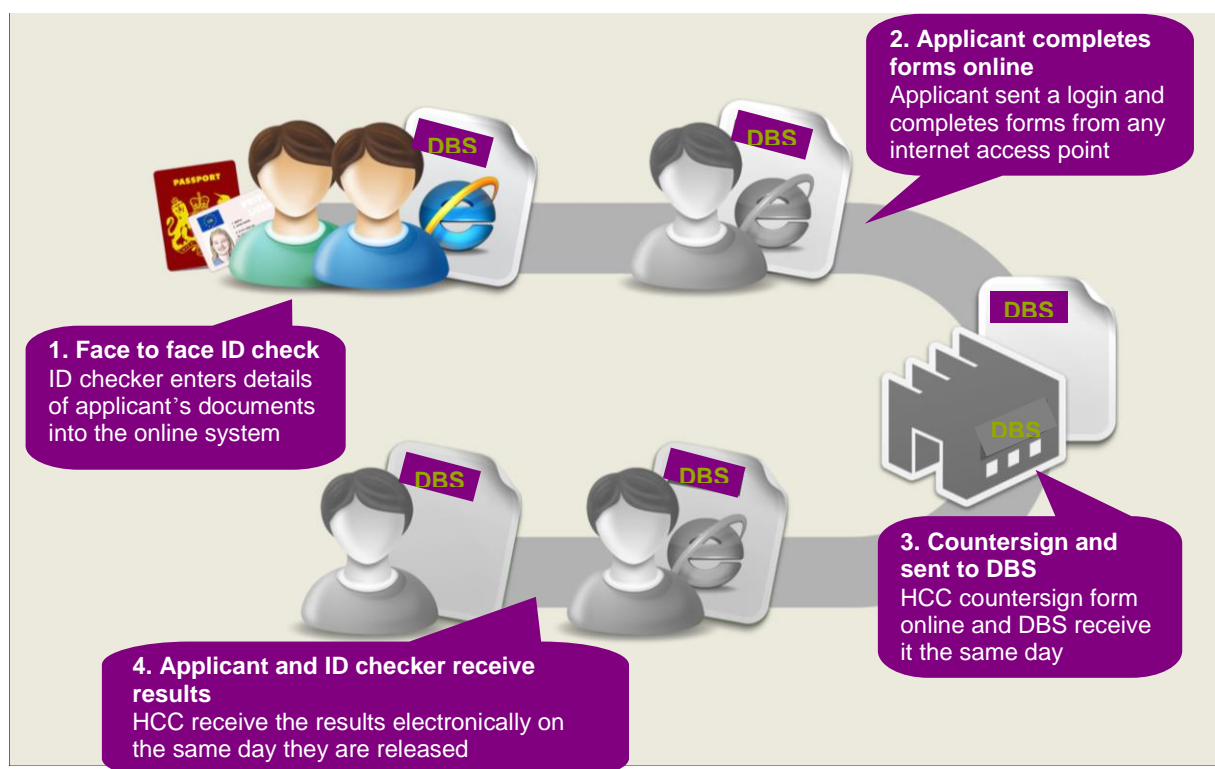 2. Applicant completes
forms online
Applicant sent a login and
completes forms from any
internet access point
DBS
DBS
PASSPORT
DBS
1. Face to face ID check
ID checker enters details
of applicant’s documents
into the online system
DBS
DBS
DBS
3. Countersign and
sent to DBS
HCC countersign form
online and DBS receive
it the same day
4. Applicant and ID checker receive
results
HCC receive the results electronically on
the same day they are released